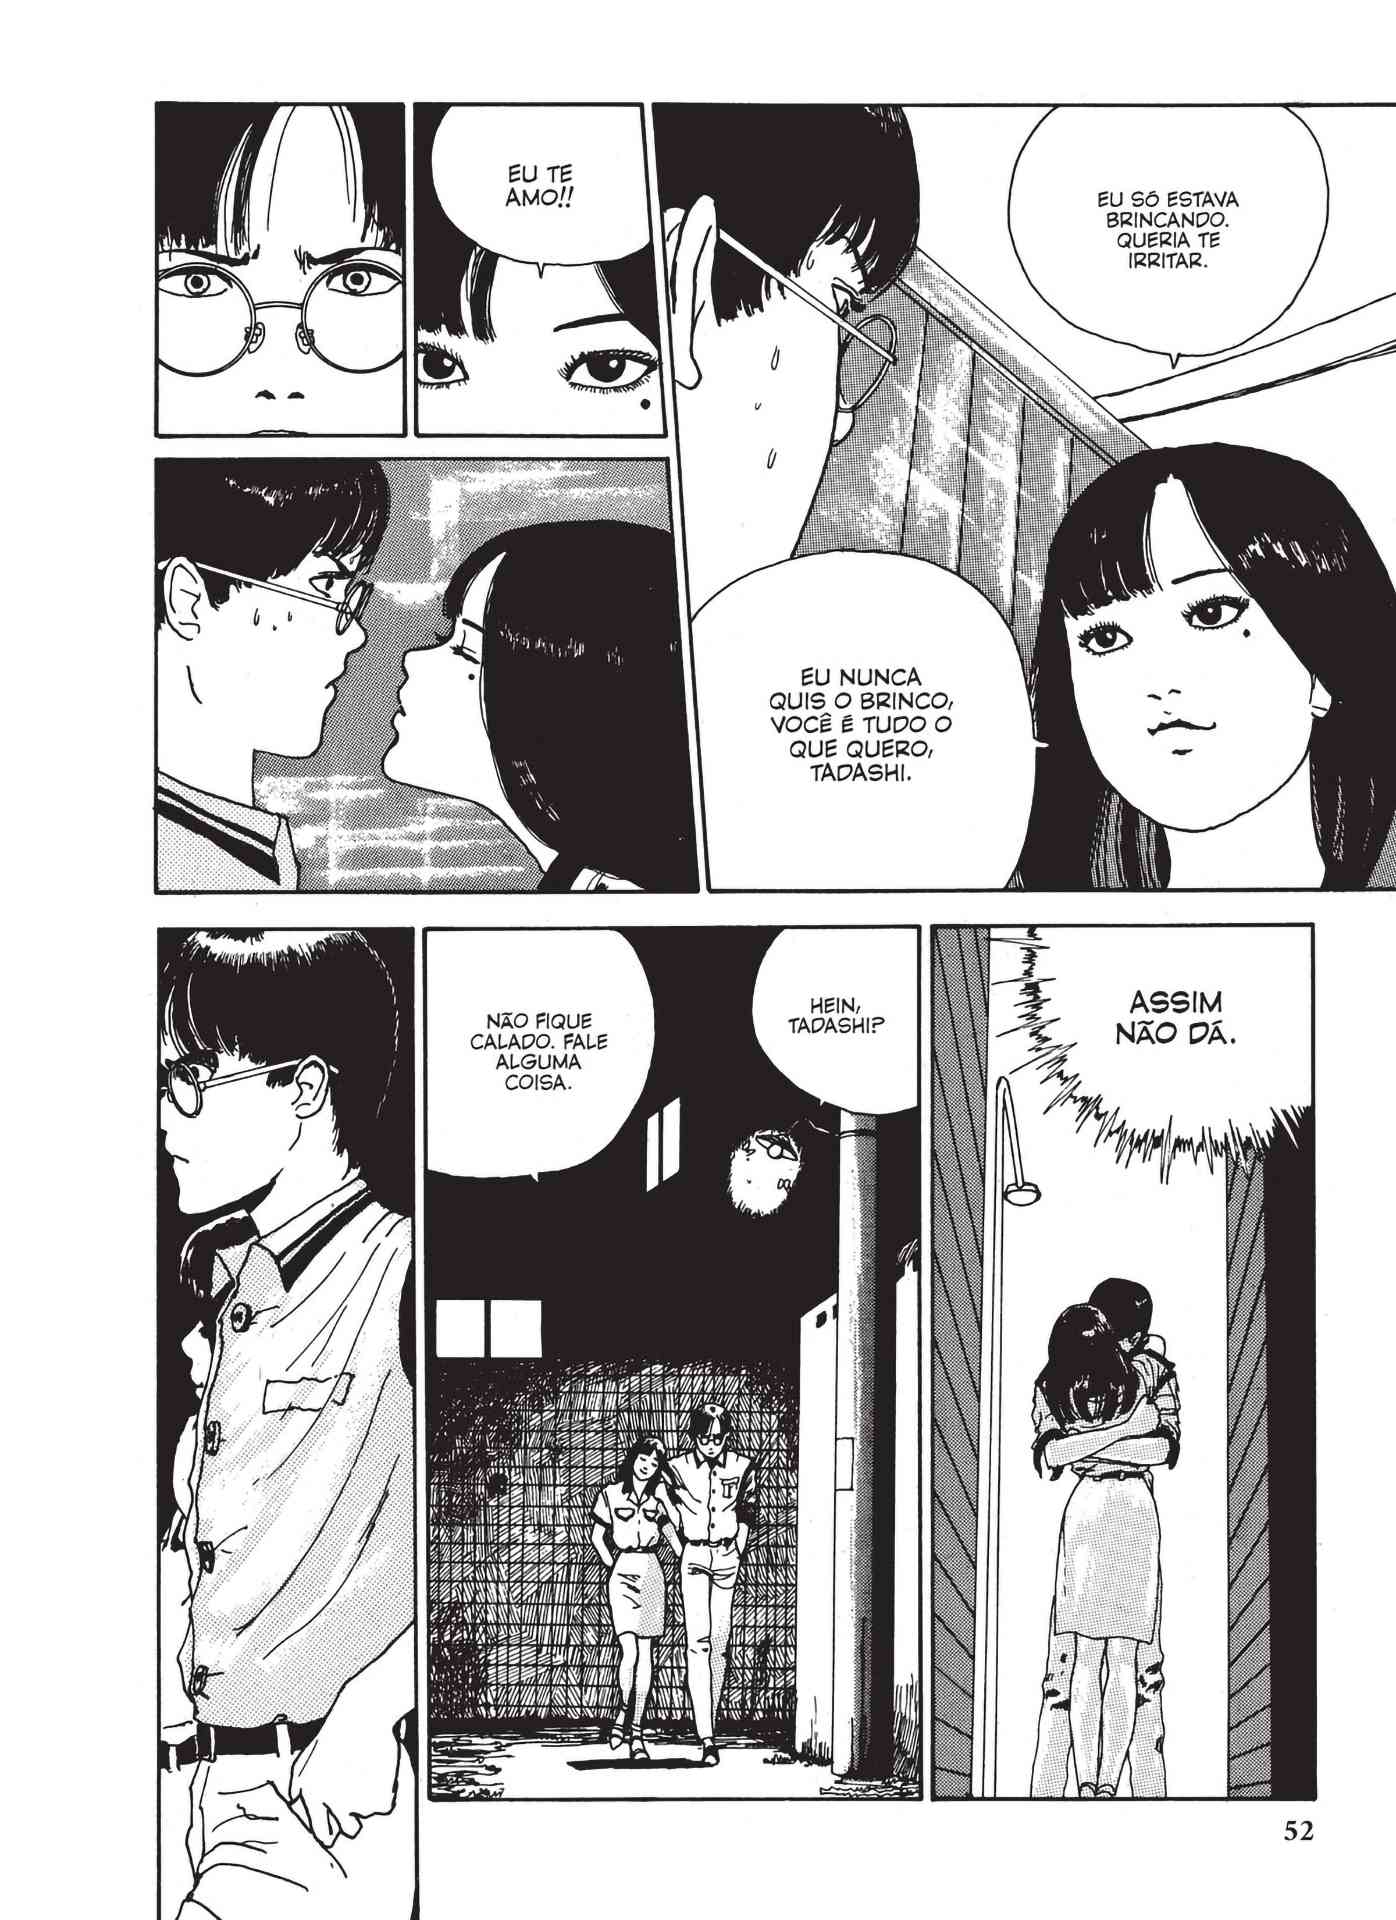 EU SÓ ESTAVA
BRINCANDO.
QUERIA TE
IRRITAR.
EU NUNCA
QUIS O BRINCO,
VOCÊ É TUDO O
QUE QUERO,
TADASHI.
EU TE
AMO!!
ASSIM
NÃO DÁ.
HEIN,
TADASHI?
NÃO FIQUE
CALADO. FALE
ALGUMA
COISA.
52